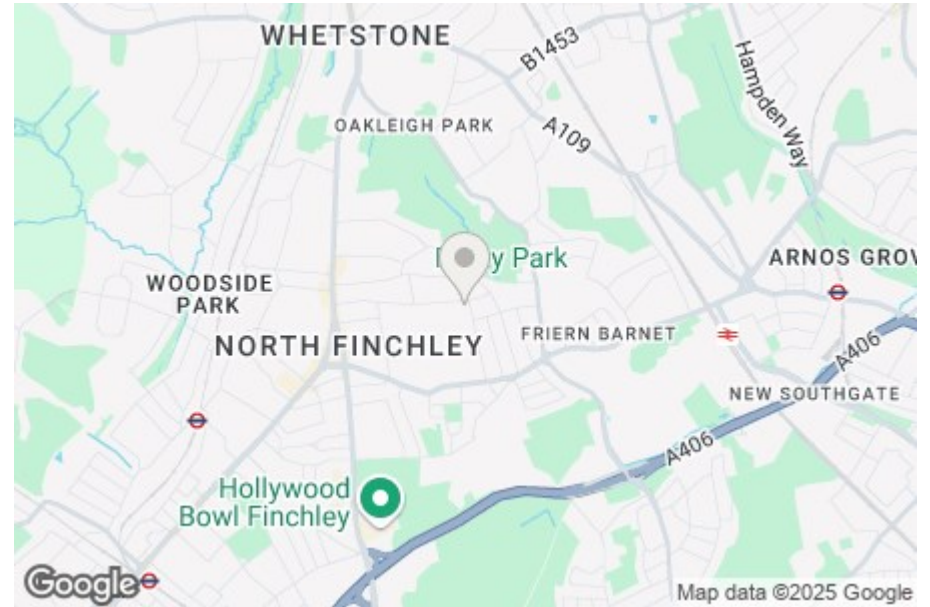 WHETSTONE
B1453
Hampden Way
OAKLEIGH PARK
A109
y Park
ARNOS GROV
WOODSIDE
PARK
NORTH FINCHLEY
FRIERN BARNET
A406
NEW SOUTHGATE
A406
Hollywood
Bowl Finchley
Google
Map data ©2025 Google